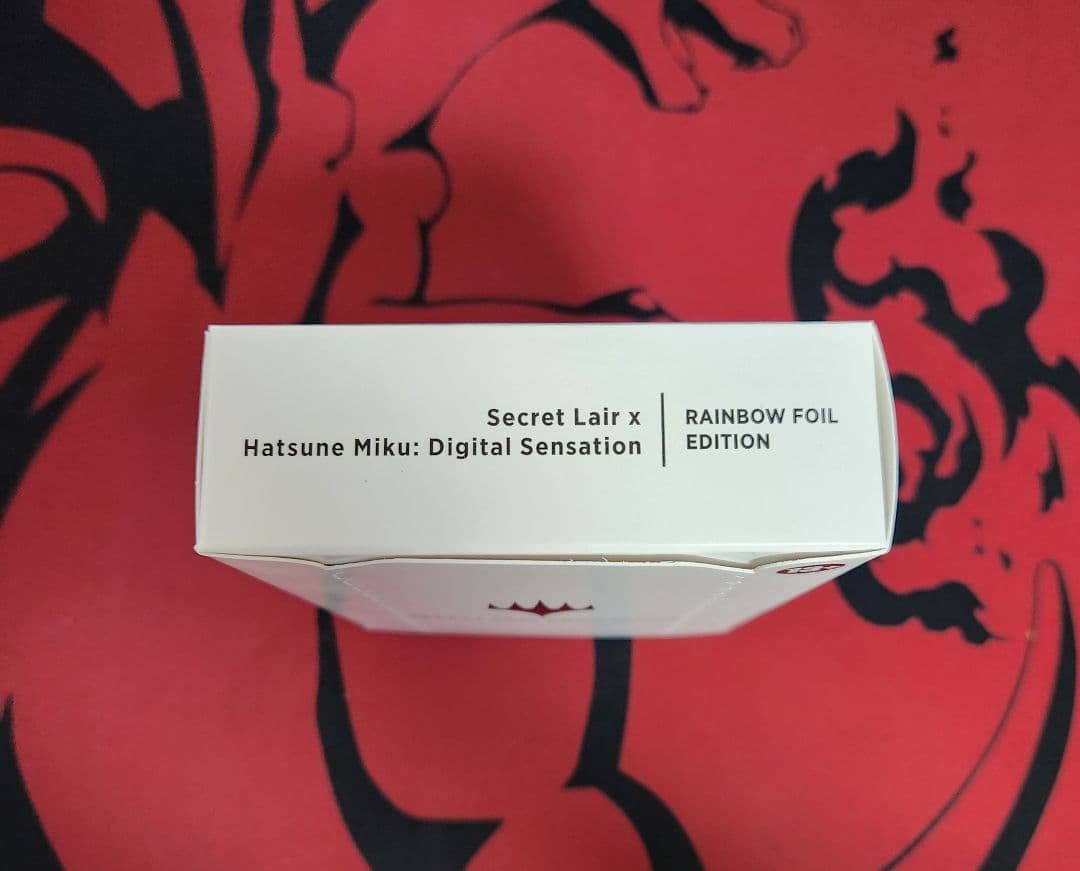 Secret Lair x
Hatsune Miku: Digital Sensation
RAINBOW FOIL
EDITION